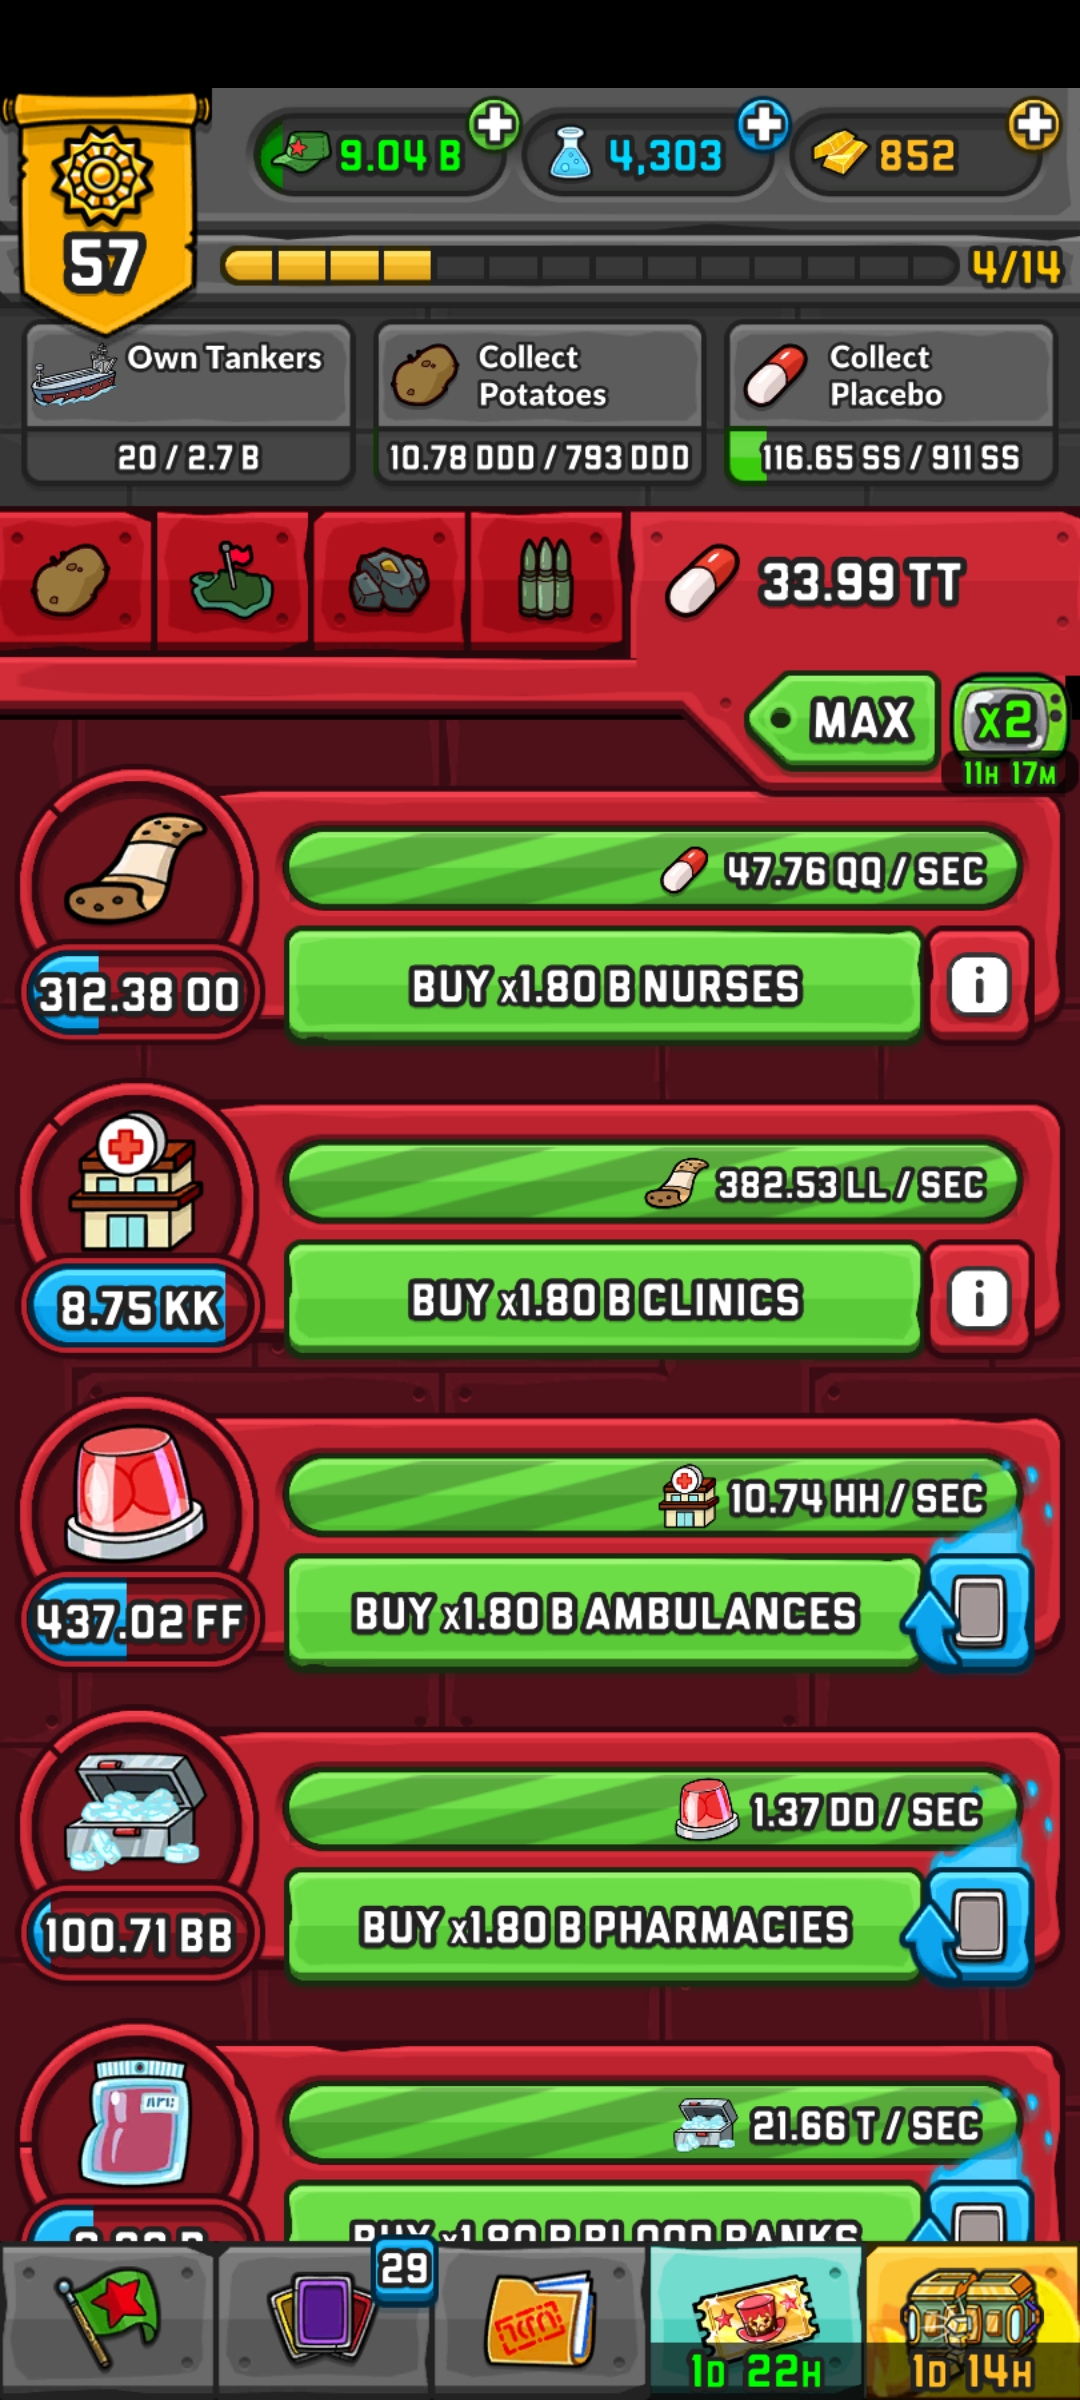 57
9.04 B
4,303
852
4/14
Own Tankers
20 / 2.7 B
Collect
Potatoes
10.78 DDD / 793 DDD
Collect
Placebo
116.65 SS / 911 SS
33.99 TT
MAX
x2
11H 17M
47.76 QQ / SEC
312.38 OO
BUY x1.80 B NURSES
i
382.53 LL / SEC
8.75 KK
BUY x1.80 B CLINICS
i
10.74 HH / SEC
437.02 FF
BUY x1.80 B AMBULANCES
1.37 DD / SEC
100.71 BB
BUY x1.80 B PHARMACIES
21.66 T / SEC
BUY x1.80 B BLOOD BANKS
29
1D 22H
1D 14H